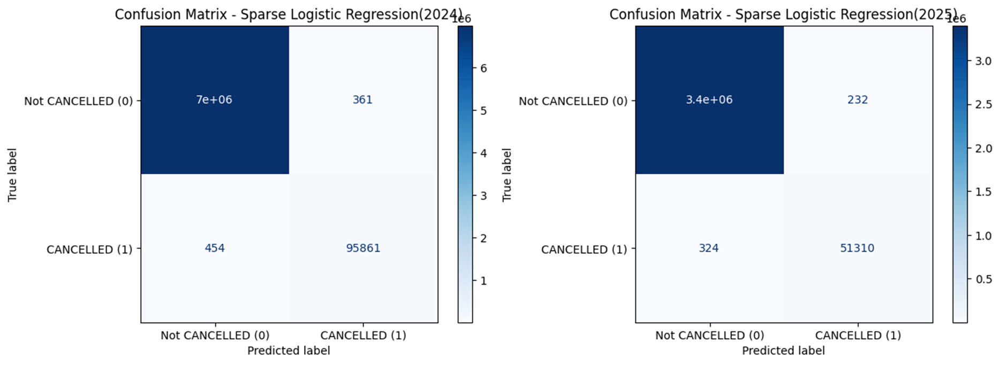 Confusion Matrix - Sparse Logistic Regression(2024)
1e6
Not CANCELLED (0)
CANCELLED (1)
True label
7e+06
361
454
95861
Not CANCELLED (0)
CANCELLED (1)
Predicted label
6
5
4
3
2
1
Confusion Matrix - Sparse Logistic Regression(2025)
1e6
Not CANCELLED (0)
CANCELLED (1)
True label
3.4e+06
232
324
51310
Not CANCELLED (0)
CANCELLED (1)
Predicted label
3.0
2.5
2.0
1.5
1.0
0.5